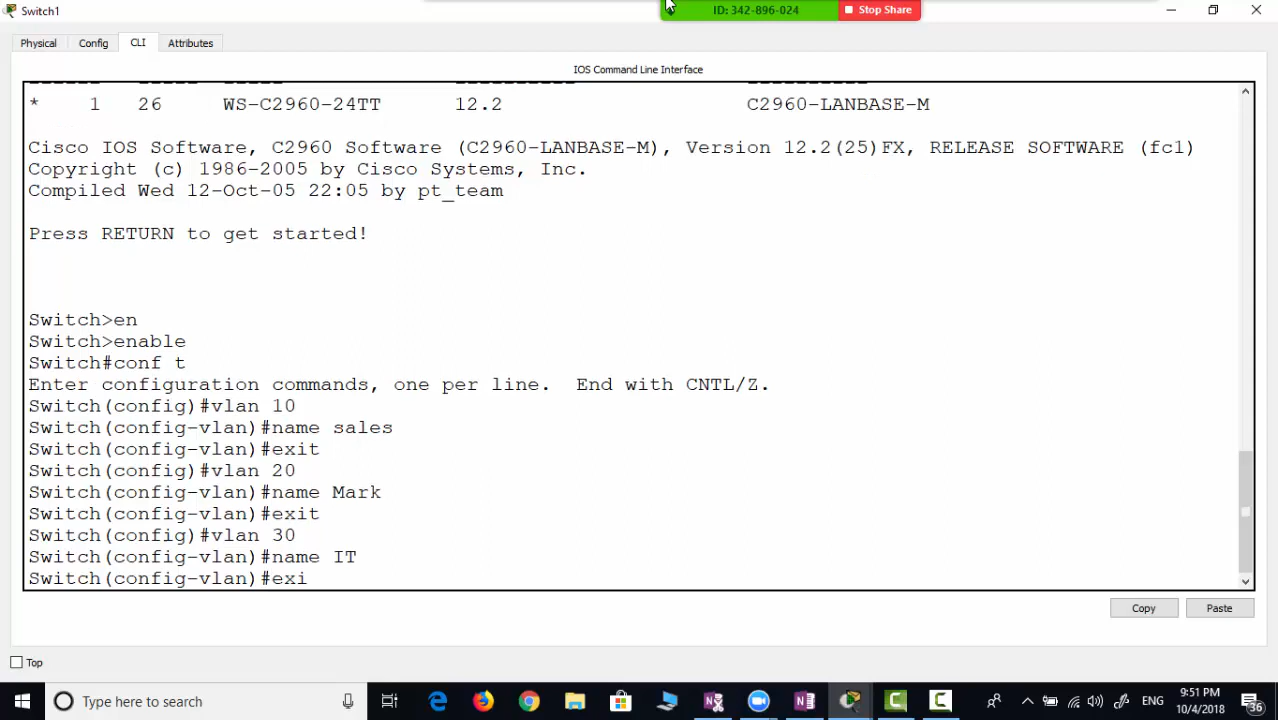 Switch1
ID: 342-896-024
Stop Share
Physical
Config
CLI
Attributes
IOS Command Line Interface
* 1 26 WS-C2960-24TT 12.2 C2960-LANBASE-M
Cisco IOS Software, C2960 Software (C2960-LANBASE-M), Version 12.2(25)FX, RELEASE SOFTWARE (fc1)
Copyright (c) 1986-2005 by Cisco Systems, Inc.
Compiled Wed 12-Oct-05 22:05 by pt_team
Press RETURN to get started!
Switch>en
Switch>enable
Switch#conf t
Enter configuration commands, one per line.  End with CNTL/Z.
Switch(config)#vlan 10
Switch(config-vlan)#name sales
Switch(config-vlan)#exit
Switch(config)#vlan 20
Switch(config-vlan)#name Mark
Switch(config-vlan)#exit
Switch(config)#vlan 30
Switch(config-vlan)#name IT
Switch(config-vlan)#exi
Copy
Paste
Top
Type here to search
ENG
9:51 PM
10/4/2018
36